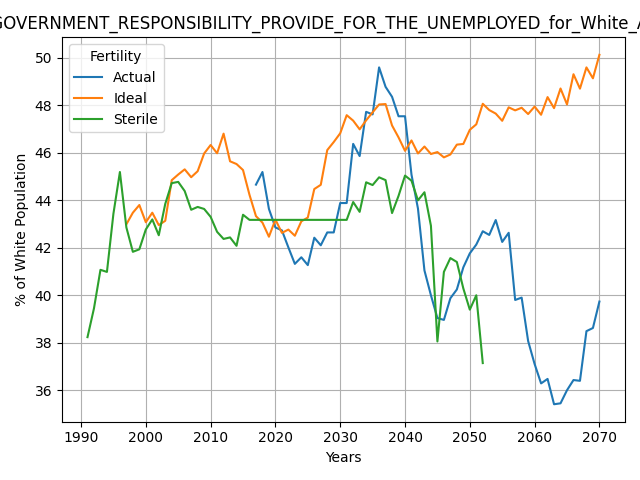 GOVERNMENT_RESPONSIBILITY_PROVIDE_FOR_THE_UNEMPLOYED_for_White_A
Fertility
Actual
Ideal
Sterile
% of White Population
50
48
46
44
42
40
38
36
1990 2000 2010 2020 2030 2040 2050 2060 2070
Years